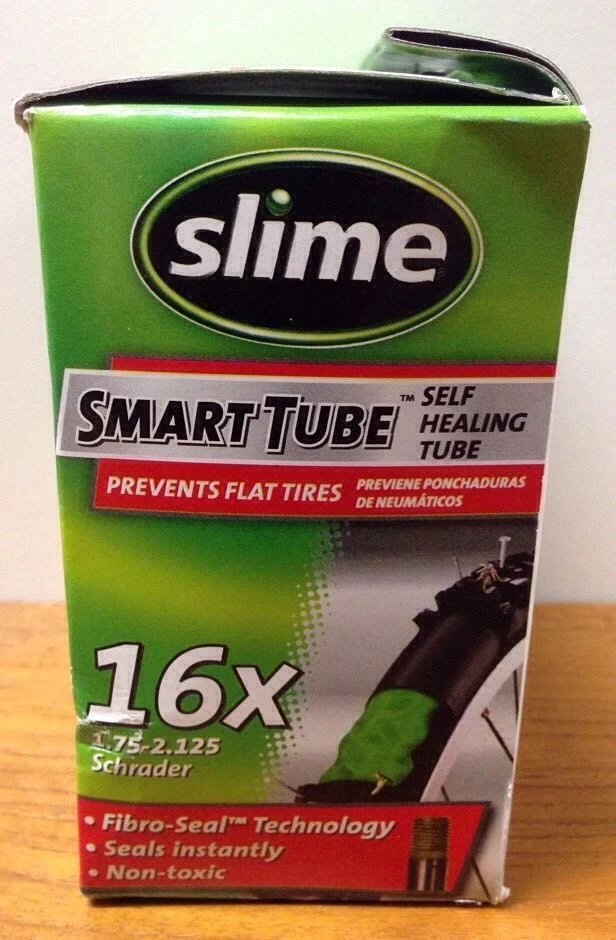 slime
SMART TUBE™ SELF HEALING TUBE
PREVENTS FLAT TIRES
PREVIENE PONCHADURAS
DE NEUMÁTICOS
16x
1.75-2.125
Schrader
• Fibro-Seal™ Technology
• Seals instantly
• Non-toxic